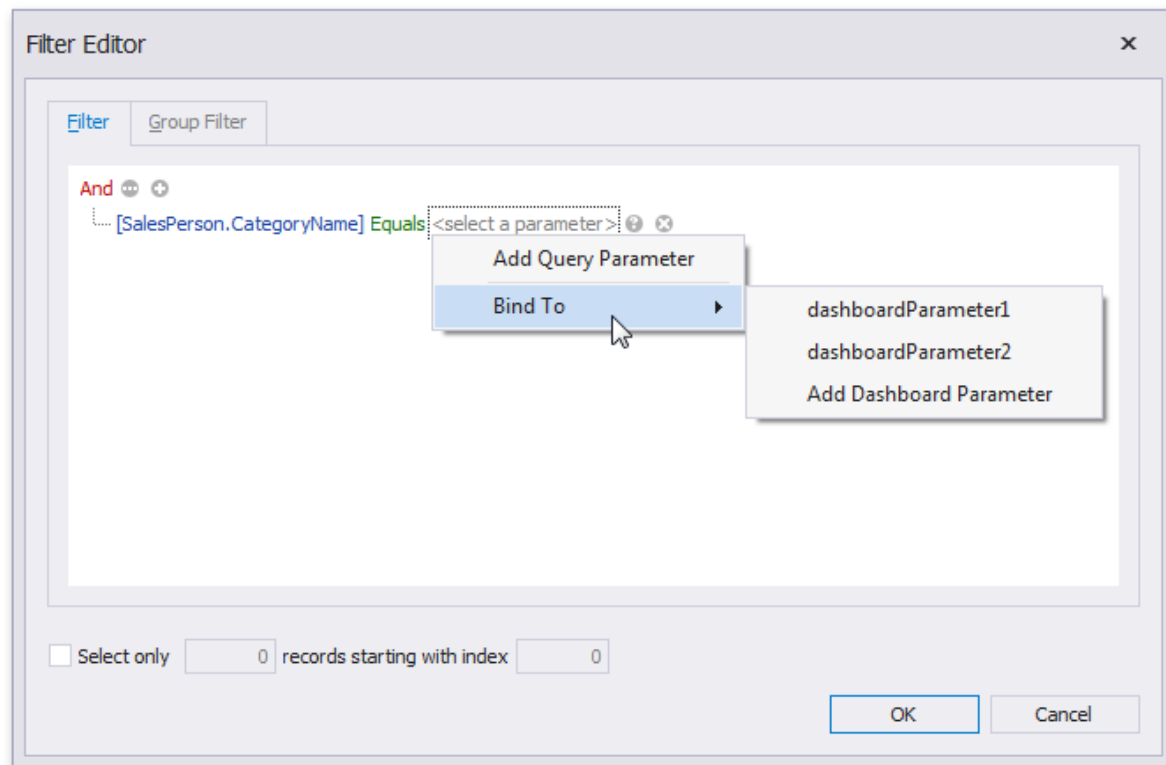 Filter Editor
Filter Group Filter
And
[SalesPerson.CategoryName] Equals <select a parameter>
Add Query Parameter
Bind To
dashboardParameter1
dashboardParameter2
Add Dashboard Parameter
Select only 0 records starting with index 0
OK Cancel